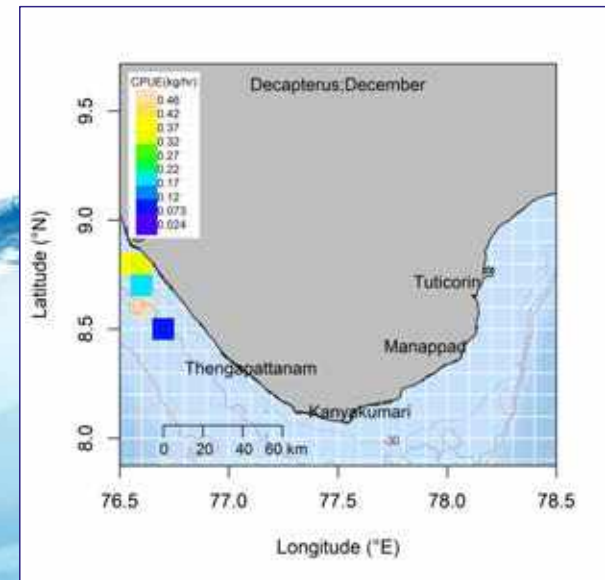 Decapterus:December
CPUE(kg/hr)
0.46
0.42
0.37
0.32
0.27
0.22
0.17
0.12
0.073
0.024
9.5
9.0
8.5
8.0
Latitude (°N)
Tuticorin
Manappad
Thengapattanam
Kanyakumari
-30
0 20 40 60 km
76.5 77.0 77.5 78.0 78.5
Longitude (°E)